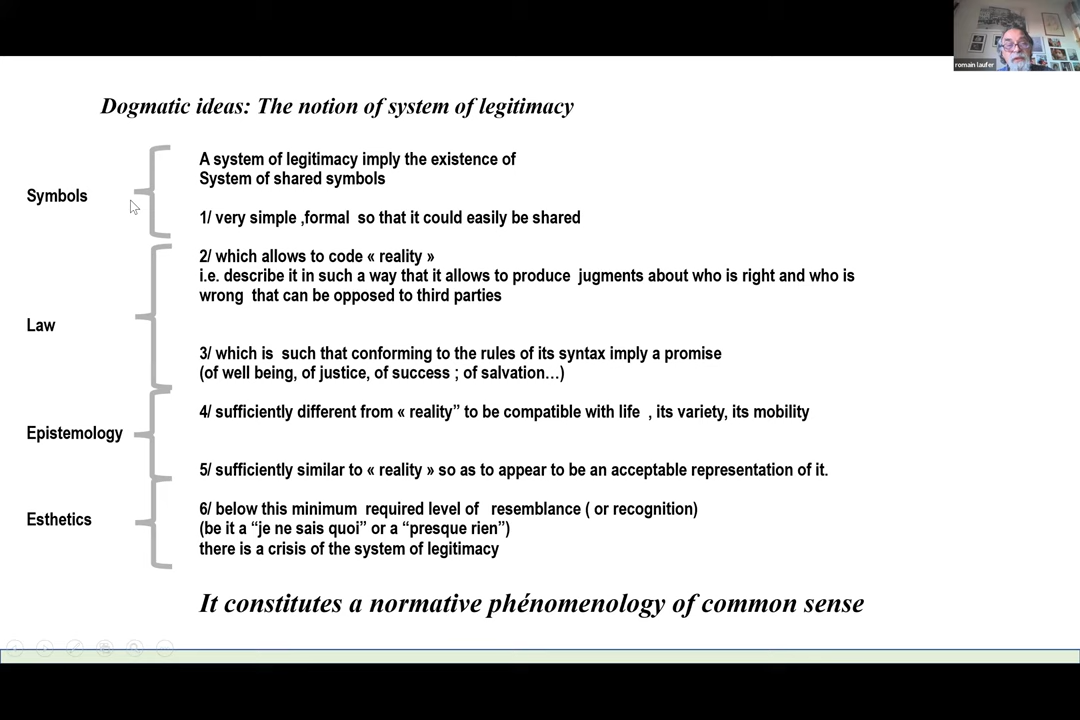 romain laufer
Dogmatic ideas: The notion of system of legitimacy
Symbols
A system of legitimacy imply the existence of
System of shared symbols
1/ very simple ,formal so that it could easily be shared
Law
2/ which allows to code « reality »
i.e. describe it in such a way that it allows to produce jugments about who is right and who is
wrong that can be opposed to third parties
3/ which is such that conforming to the rules of its syntax imply a promise
(of well being, of justice, of success ; of salvation…)
Epistemology
4/ sufficiently different from « reality” to be compatible with life , its variety, its mobility
5/ sufficiently similar to « reality » so as to appear to be an acceptable representation of it.
Esthetics
6/ below this minimum required level of resemblance ( or recognition)
(be it a “je ne sais quoi” or a “presque rien”)
there is a crisis of the system of legitimacy
It constitutes a normative phénomenology of common sense